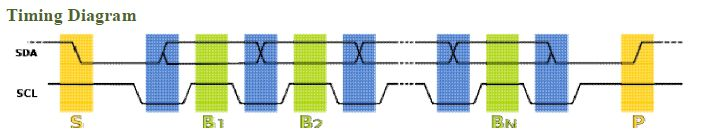 Timing Diagram
SDA
SCL
S B1 B2 BN P